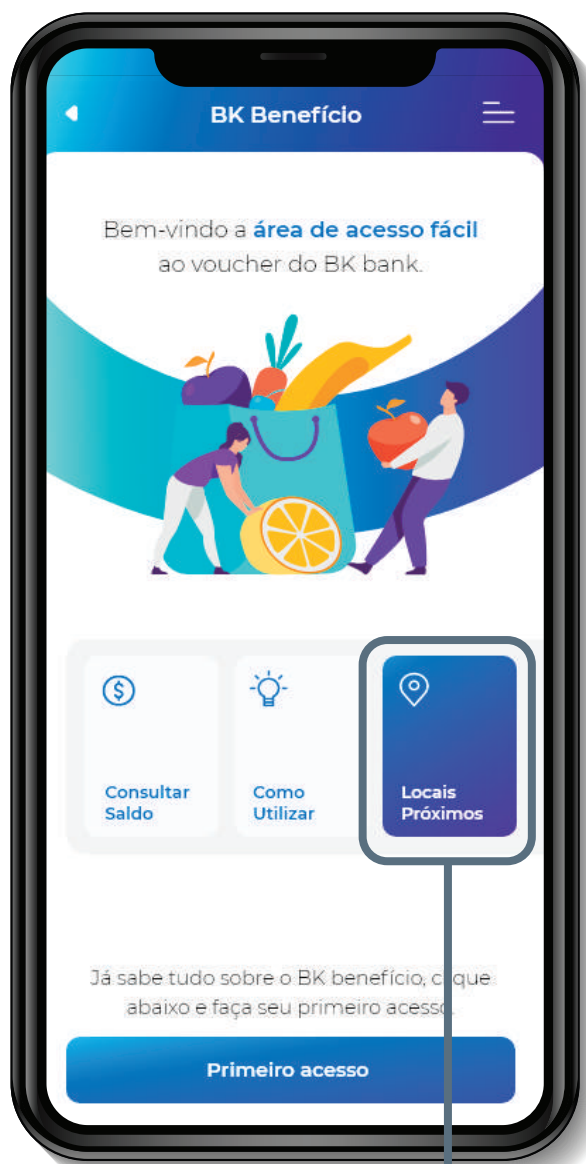 BK Benefício
Bem-vindo a área de acesso fácil
ao voucher do BK bank.
Consultar
Saldo
Como
Utilizar
Locais
Próximos
Já sabe tudo sobre o BK benefício, clique
abaixo e faça seu primeiro acesso.
Primeiro acesso